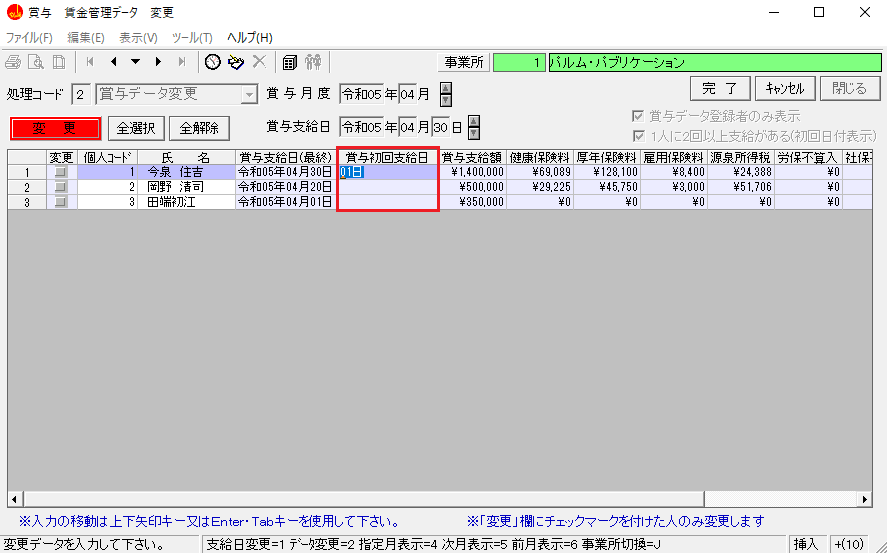 賞与　賃金管理データ　変更
ファイル(F)　編集(E)　表示(V)　ツール(T)　ヘルプ(H)
事業所　1　パルム・パブリケーション
処理コード　2　賞与データ変更　賞与月度　令和05年04月　完 了　ｷｬﾝｾﾙ　閉じる
変　更　全選択　全解除　賞与支給日　令和05年04月30日　賞与データ登録者のみ表示
1人に2回以上支給がある(初回日付表示)
変更　個人コード　氏　名　賞与支給日(最終)　賞与初回支給日　賞与支給額　健康保険料　厚年保険料　雇用保険料　源泉所得税　労保不算入　社保
1　1　今泉 住吉　令和05年04月30日　01日　¥1,400,000　¥69,089　¥128,100　¥8,400　¥24,388　¥0
2　2　岡野 清司　令和05年04月20日　¥500,000　¥29,225　¥45,750　¥3,000　¥51,706　¥0
3　3　田端初江　令和05年04月01日　¥350,000　¥0　¥0　¥0　¥0　¥0
※入力の移動は上下矢印キー又はEnter・Tabキーを使用して下さい。　※「変更」欄にチェックマークを付けた人のみ変更します
変更データを入力して下さい。　支給日変更=1 ﾃﾞｰﾀ変更=2 指定月表示=4 次月表示=5 前月表示=6 事業所切換=J　挿入　+(10)